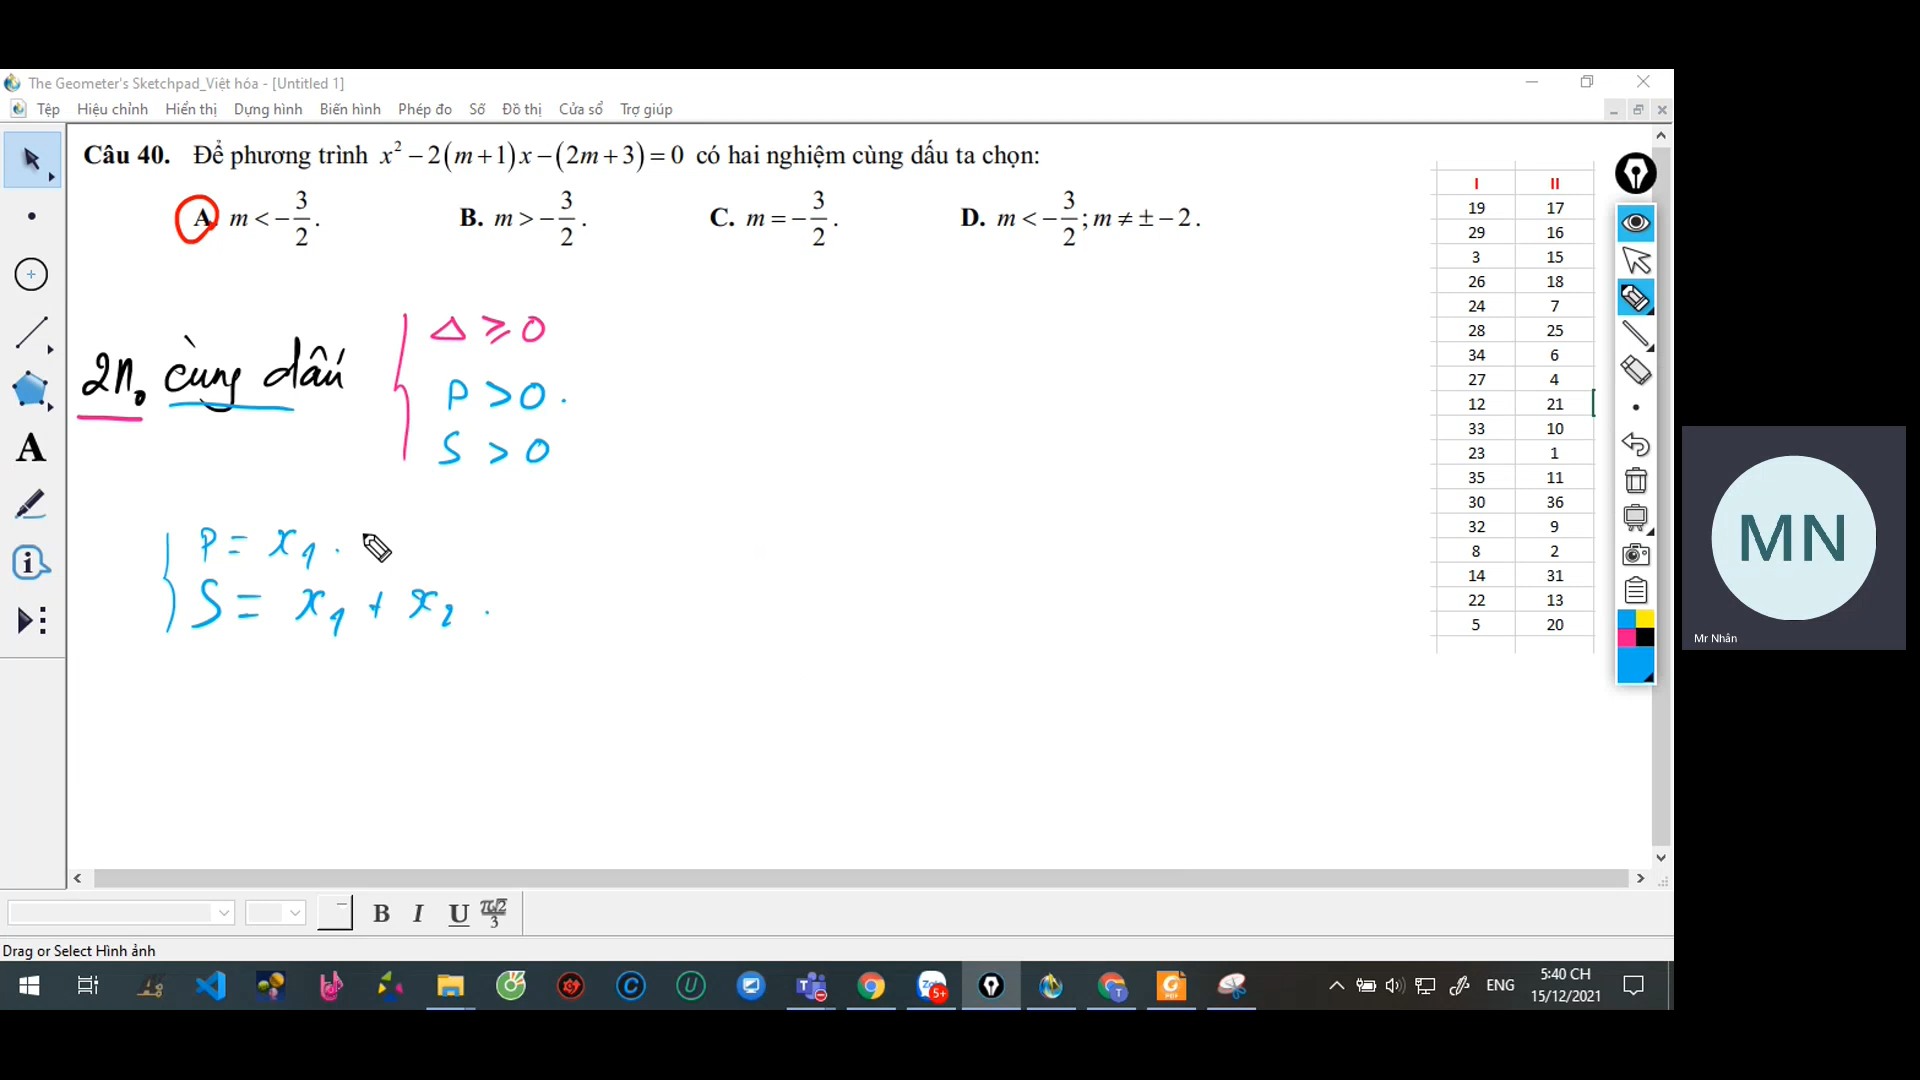 The Geometer's Sketchpad_Việt hóa - [Untitled 1]
Tệp Hiệu chỉnh Hiển thị Dựng hình Biến hình Phép đo Số Đồ thị Cửa sổ Trợ giúp
Câu 40. Để phương trình x² − 2(m+1)x − (2m+3) = 0 có hai nghiệm cùng dấu ta chọn:
A. m < −3/2. B. m > −3/2. C. m = −3/2. D. m < −3/2; m ≠ ± − 2.
2n₀ cùng dấu
Δ ≥ 0
P > 0.
S > 0
P = x₁ .
S = x₁ + x₂ .
I II
19 17
29 16
3 15
26 18
24 7
28 25
34 6
27 4
12 21
33 10
23 1
35 11
30 36
32 9
8 2
14 31
22 13
5 20
MN
Mr Nhân
A
B I U
Drag or Select Hình ảnh
5+
ENG
5:40 CH
15/12/2021